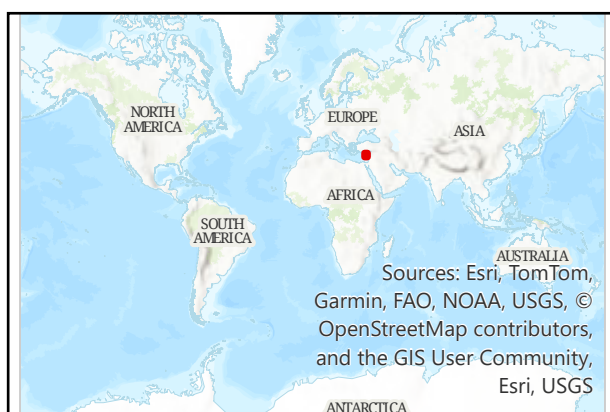 NORTH
AMERICA
EUROPE
ASIA
AFRICA
SOUTH
AMERICA
AUSTRALIA
Sources: Esri, TomTom,
Garmin, FAO, NOAA, USGS, ©
OpenStreetMap contributors,
and the GIS User Community,
Esri, USGS
ANTARCTICA